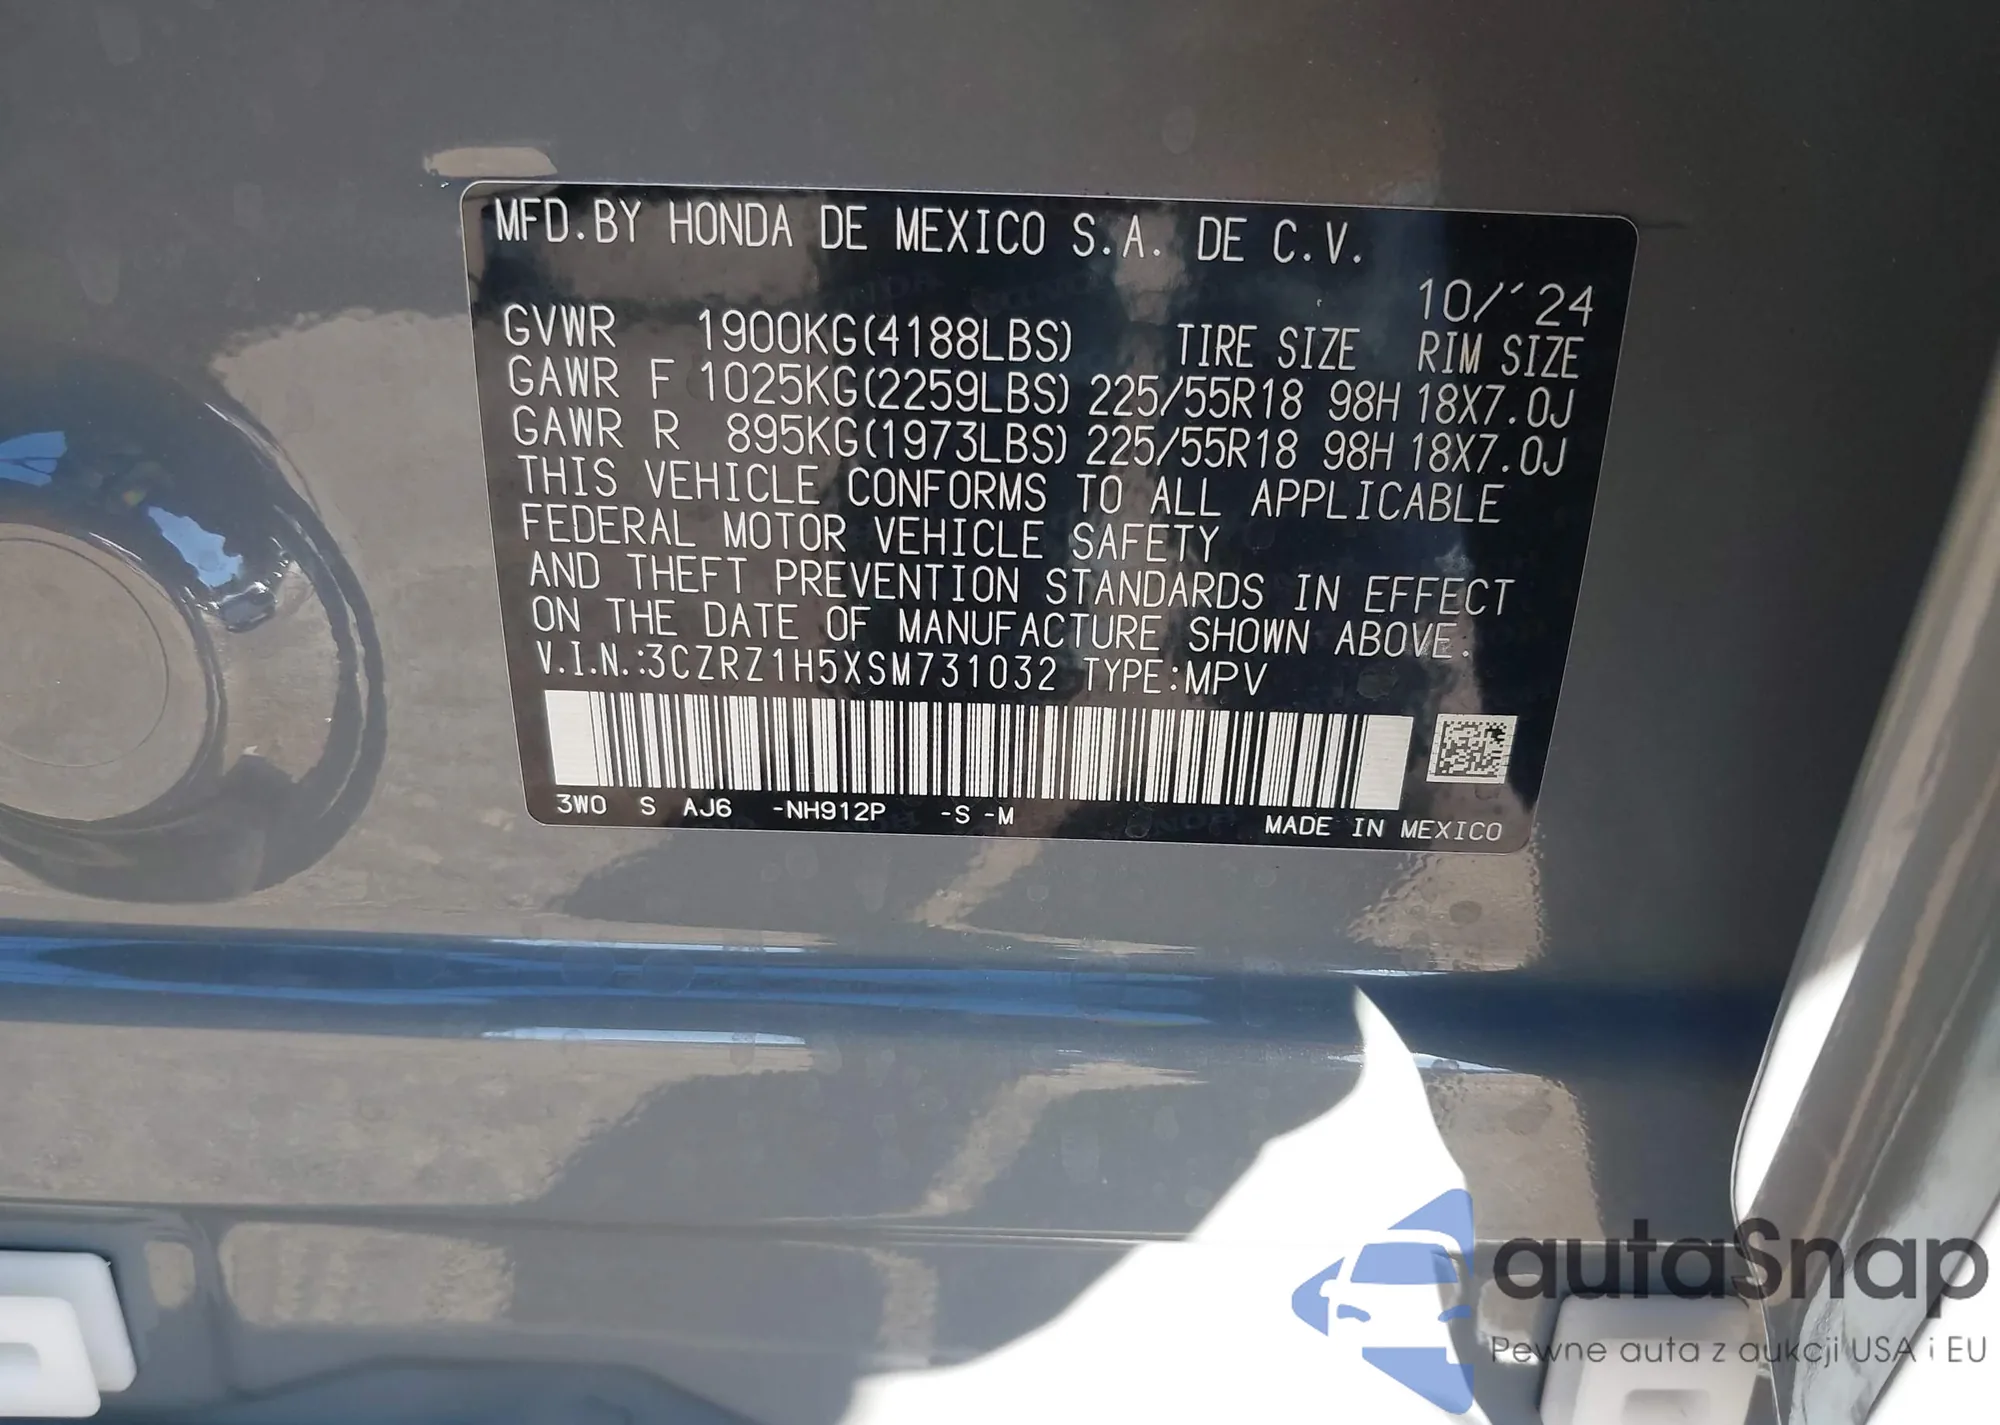 MFD.BY HONDA DE MEXICO S.A. DE C.V.
10/´24
GVWR 1900KG(4188LBS) TIRE SIZE RIM SIZE
GAWR F 1025KG(2259LBS) 225/55R18 98H 18X7.0J
GAWR R 895KG(1973LBS) 225/55R18 98H 18X7.0J
THIS VEHICLE CONFORMS TO ALL APPLICABLE
FEDERAL MOTOR VEHICLE SAFETY
AND THEFT PREVENTION STANDARDS IN EFFECT
ON THE DATE OF MANUFACTURE SHOWN ABOVE.
V.I.N.:3CZRZ1H5XSM731032 TYPE:MPV
3W0 S AJ6 -NH912P -S -M
MADE IN MEXICO
autaSnap
Pewne auta z aukcji USA i EU